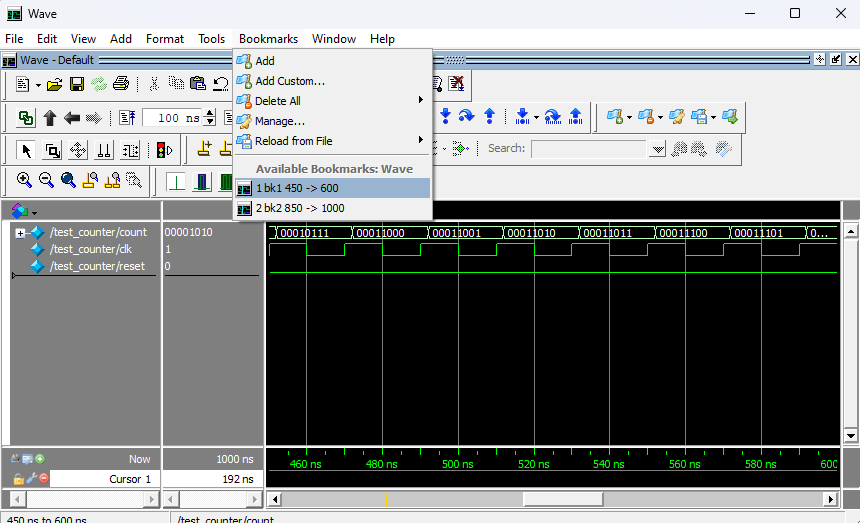 Wave
File Edit View Add Format Tools Bookmarks Window Help
Wave - Default
Add
Add Custom...
Delete All
100 ns
Manage...
Reload from File
Search:
Available Bookmarks: Wave
1 bk1 450 -> 600
2 bk2 850 -> 1000
/test_counter/count 00001010 00010111 00011000 00011001 00011010 00011011 00011100 00011101 0...
/test_counter/clk 1
/test_counter/reset 0
Now 1000 ns 460 ns 480 ns 500 ns 520 ns 540 ns 560 ns 580 ns 600
Cursor 1 192 ns
450 ns to 600 ns /test_counter/count